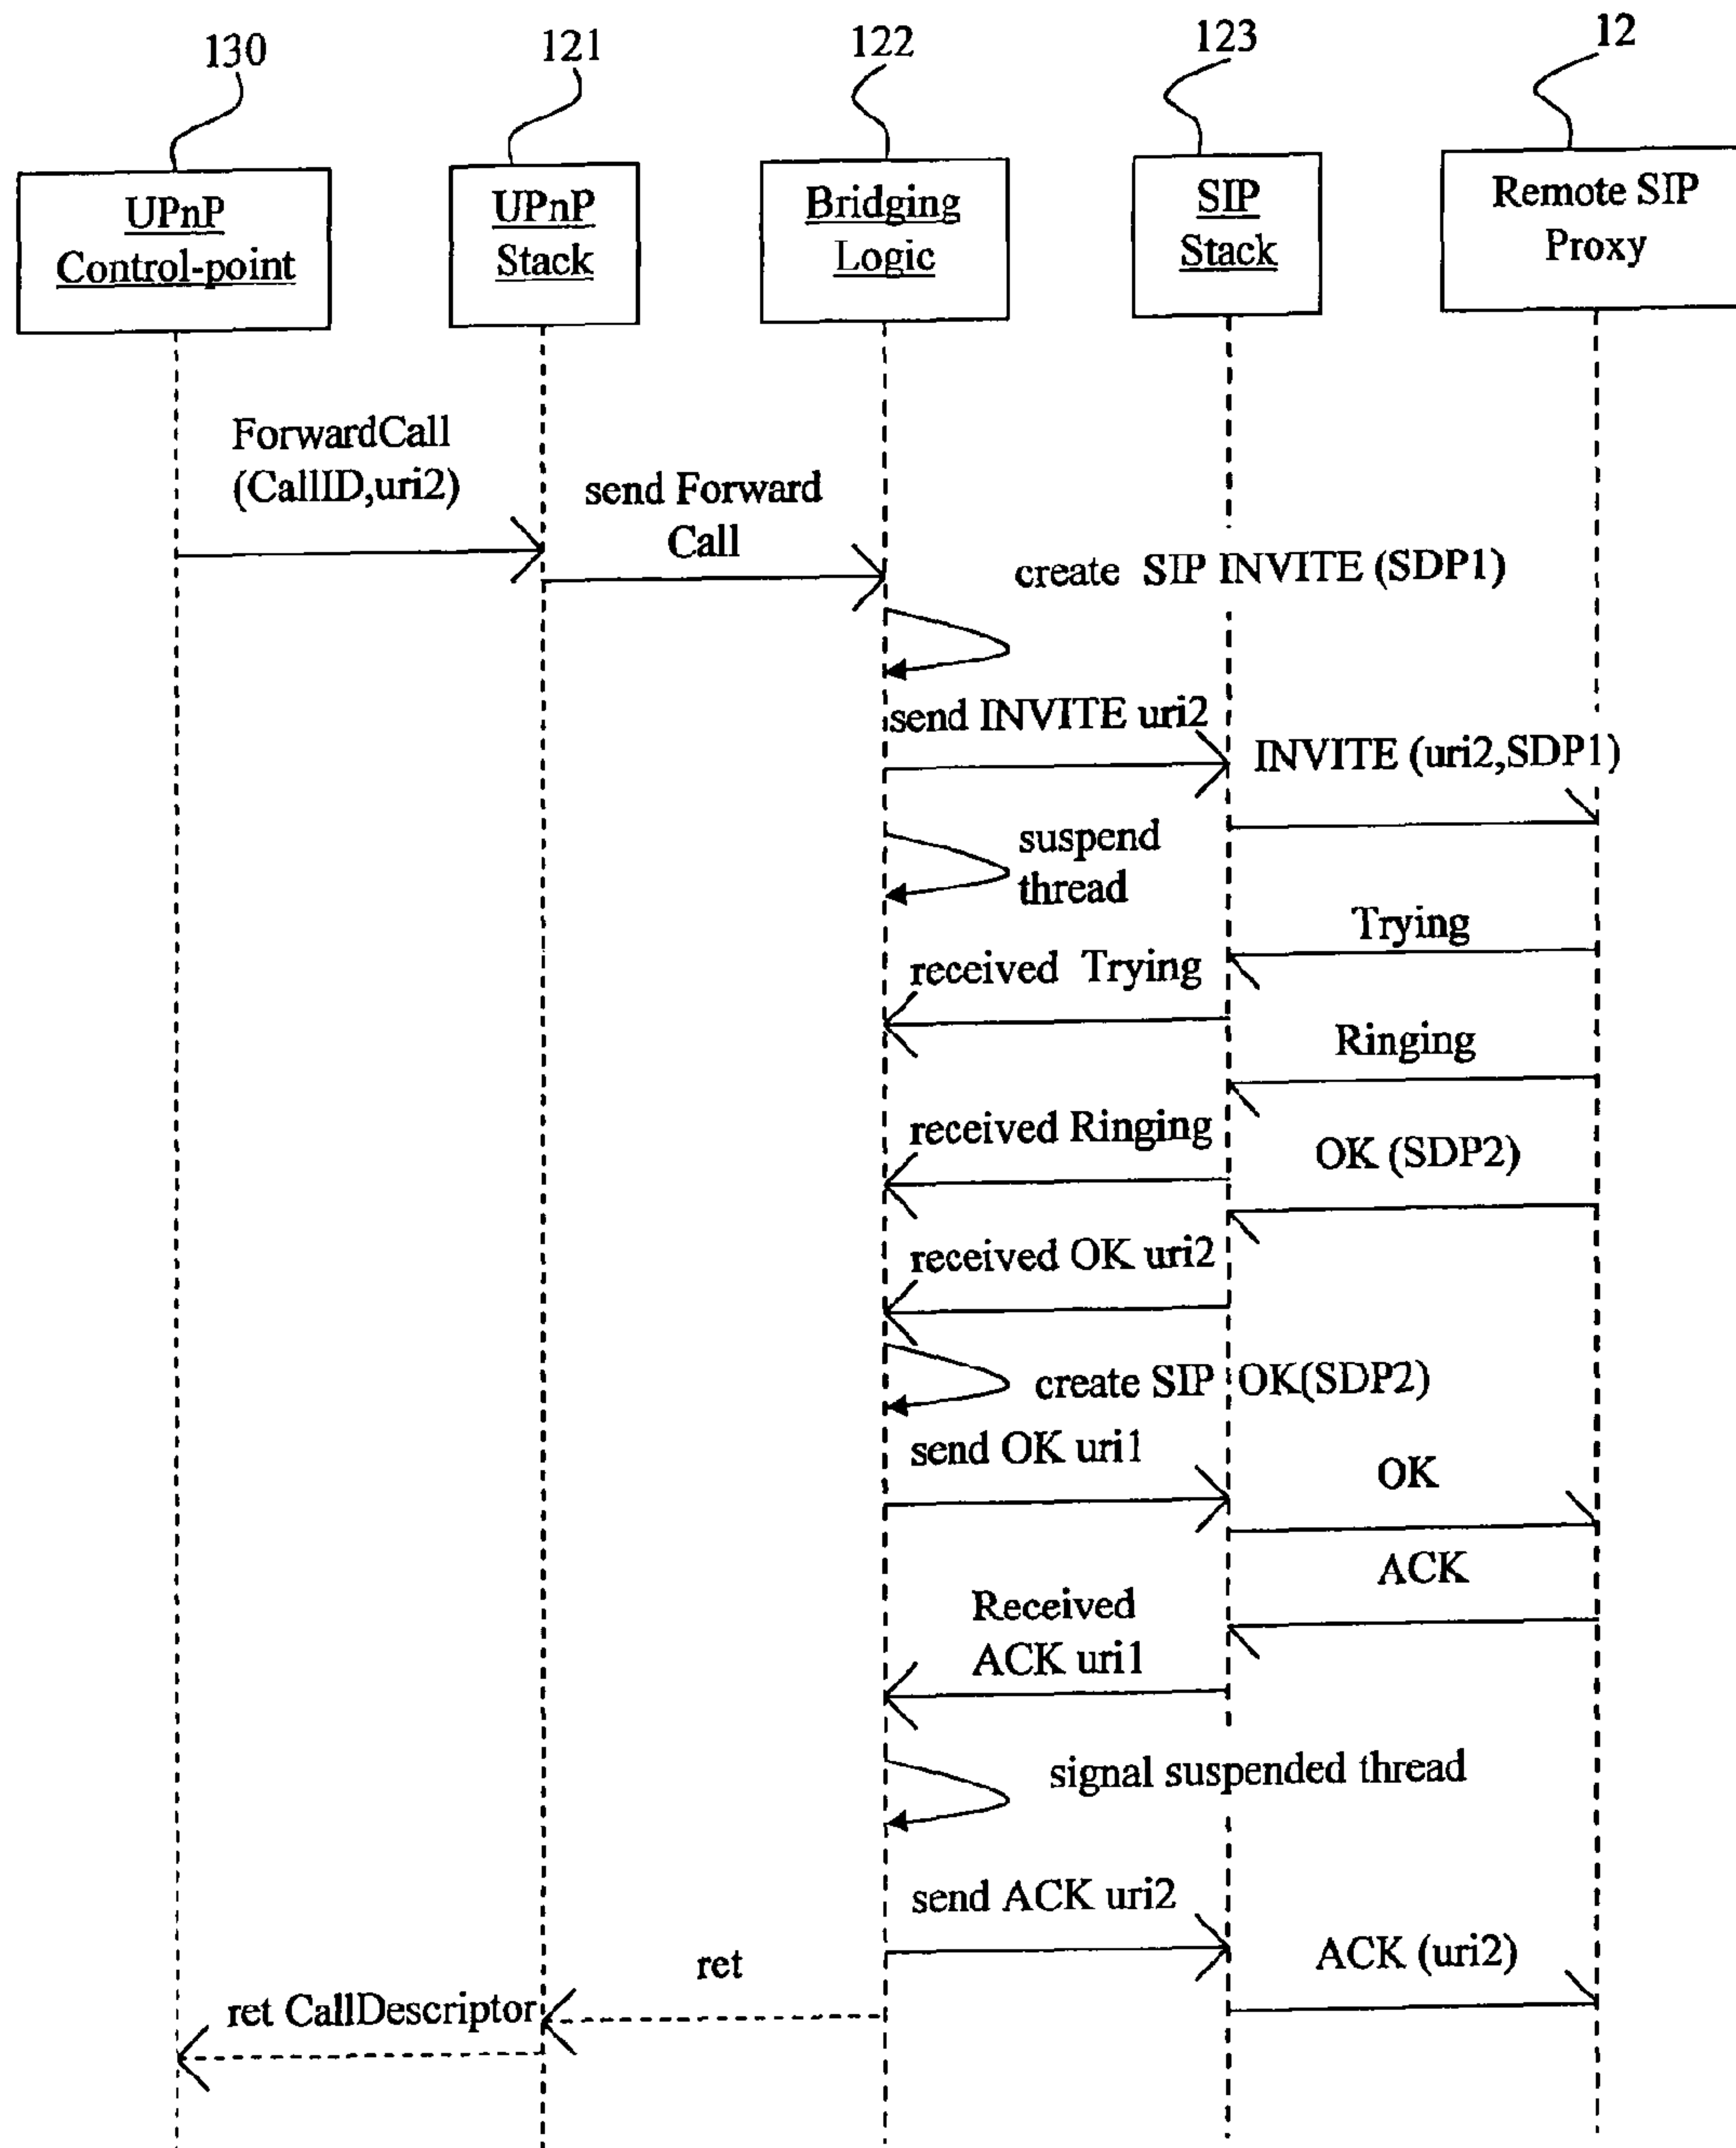 130
121
122
123
12
UPnP
Control-point
UPnP
Stack
Bridging
Logic
SIP
Stack
Remote SIP
Proxy
ForwardCall
(CallID,uri2)
send Forward
Call
create SIP INVITE (SDP1)
send INVITE uri2
INVITE (uri2,SDP1)
suspend
thread
Trying
received Trying
Ringing
received Ringing
OK (SDP2)
received OK uri2
create SIP OK(SDP2)
send OK uri1
OK
ACK
Received
ACK uri1
signal suspended thread
send ACK uri2
ACK (uri2)
ret
ret CallDescriptor